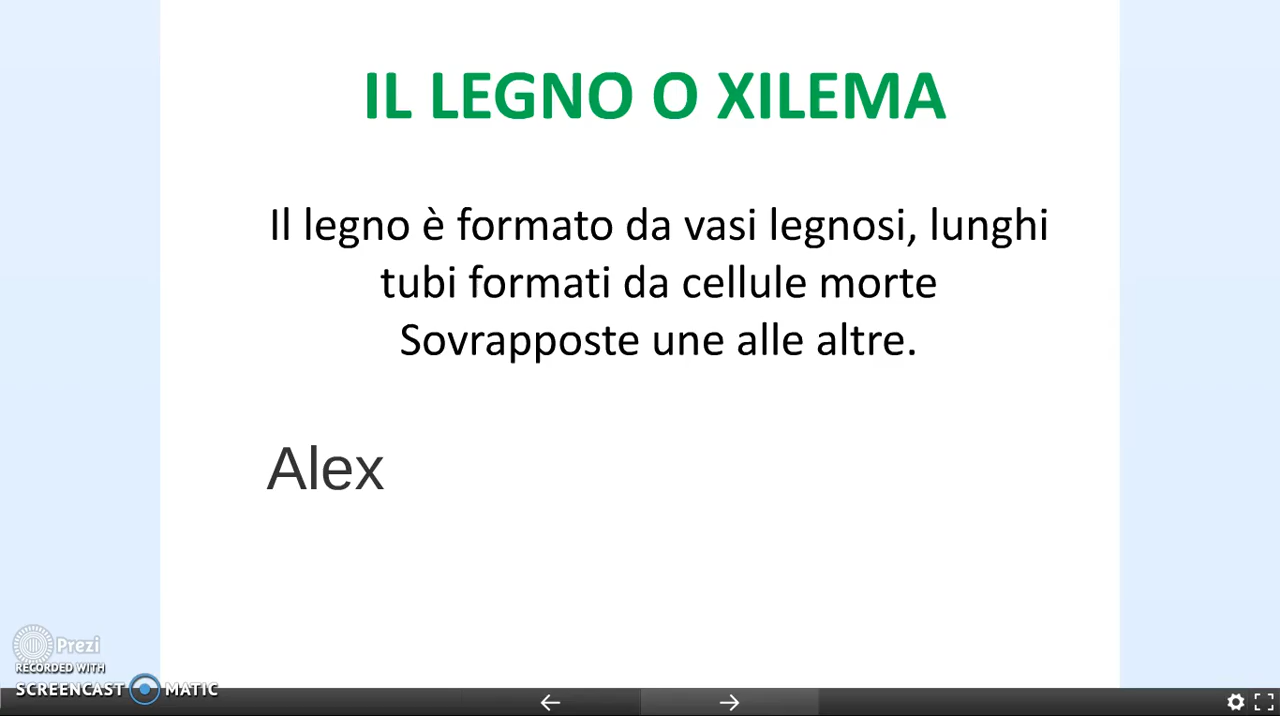 IL LEGNO O XILEMA
Il legno è formato da vasi legnosi, lunghi
tubi formati da cellule morte
Sovrapposte une alle altre.
Alex
Prezi
RECORDED WITH
SCREENCAST MATIC